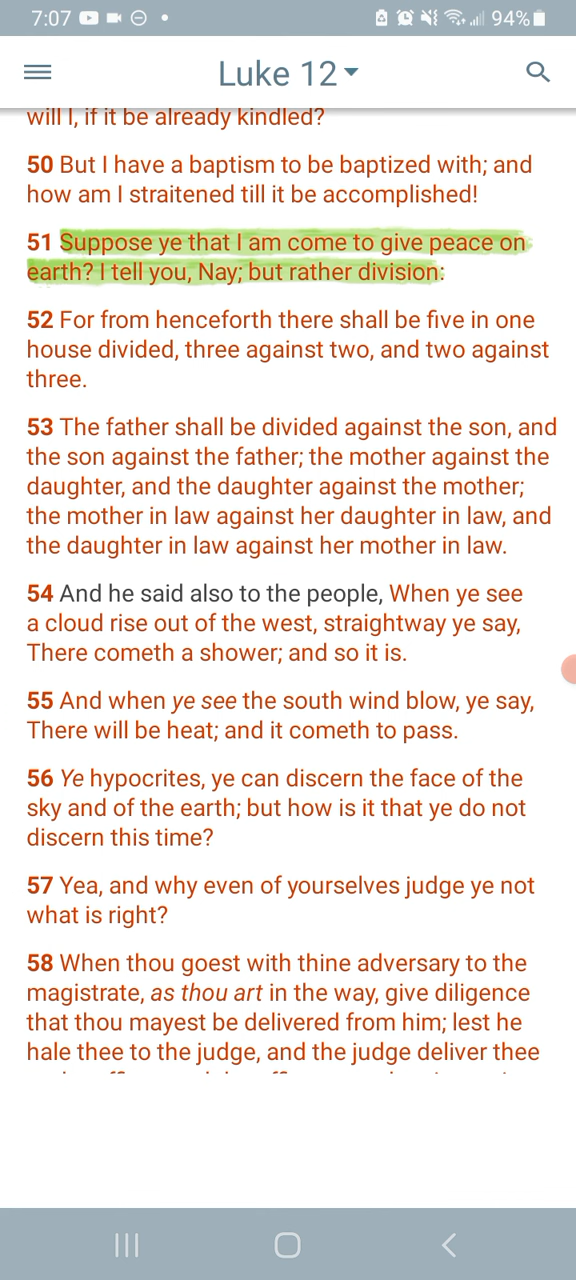 7:07
94%
Luke 12
will I, if it be already kindled?
50 But I have a baptism to be baptized with; and
how am I straitened till it be accomplished!
51 Suppose ye that I am come to give peace on
earth? I tell you, Nay; but rather division:
52 For from henceforth there shall be five in one
house divided, three against two, and two against
three.
53 The father shall be divided against the son, and
the son against the father; the mother against the
daughter, and the daughter against the mother;
the mother in law against her daughter in law, and
the daughter in law against her mother in law.
54 And he said also to the people, When ye see
a cloud rise out of the west, straightway ye say,
There cometh a shower; and so it is.
55 And when ye see the south wind blow, ye say,
There will be heat; and it cometh to pass.
56 Ye hypocrites, ye can discern the face of the
sky and of the earth; but how is it that ye do not
discern this time?
57 Yea, and why even of yourselves judge ye not
what is right?
58 When thou goest with thine adversary to the
magistrate, as thou art in the way, give diligence
that thou mayest be delivered from him; lest he
hale thee to the judge, and the judge deliver thee